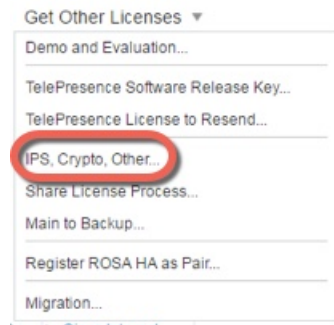 Get Other Licenses ▼
Demo and Evaluation...
TelePresence Software Release Key...
TelePresence License to Resend...
IPS, Crypto, Other...
Share License Process...
Main to Backup...
Register ROSA HA as Pair...
Migration...